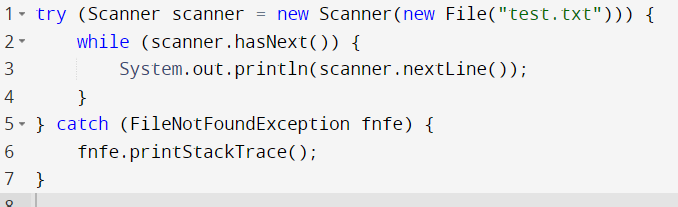 1 try (Scanner scanner = new Scanner(new File("test.txt"))) {
2 while (scanner.hasNext()) {
3 System.out.println(scanner.nextLine());
4 }
5 } catch (FileNotFoundException fnfe) {
6 fnfe.printStackTrace();
7 }
8